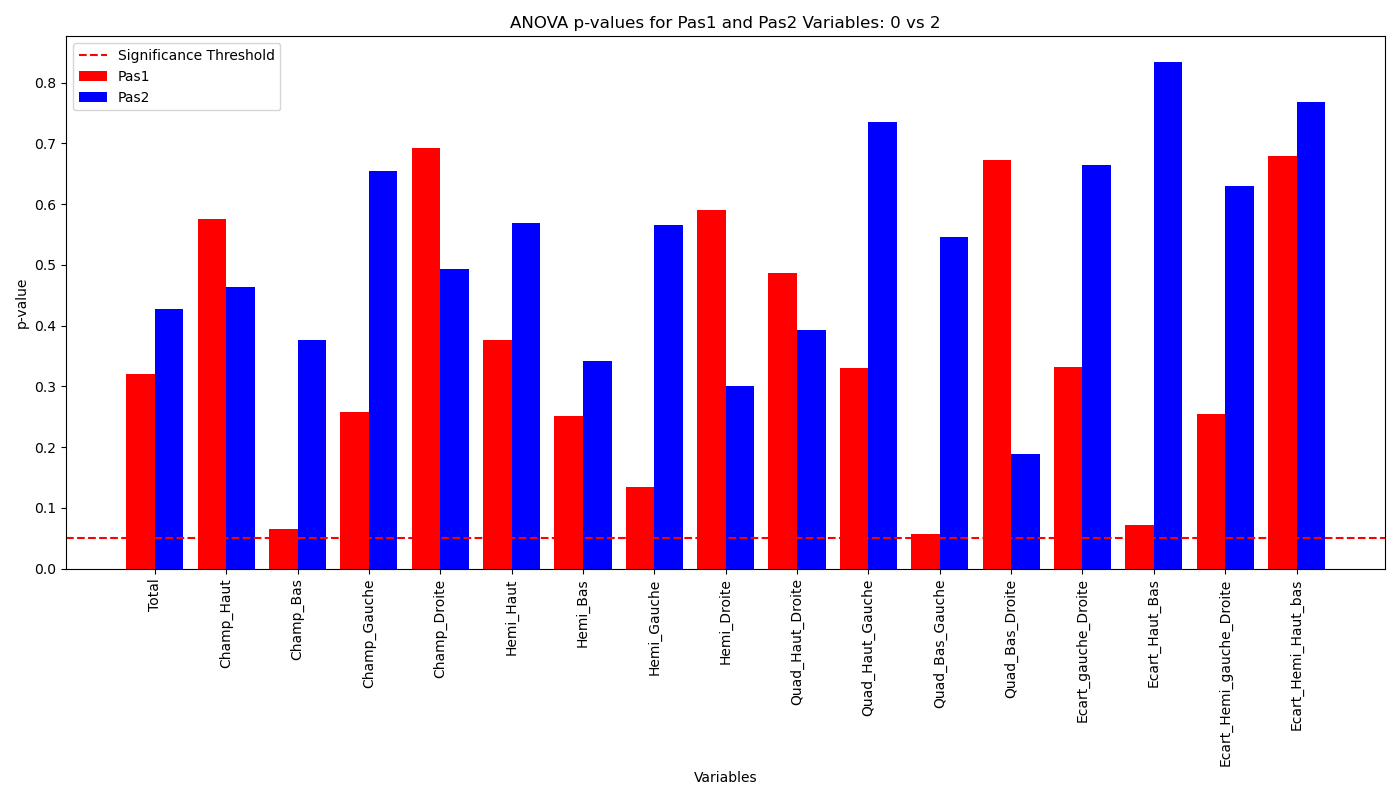 ANOVA p-values for Pas1 and Pas2 Variables: 0 vs 2
Significance Threshold
Pas1
Pas2
p-value
0.8
0.7
0.6
0.5
0.4
0.3
0.2
0.1
0.0
Total
Champ_Haut
Champ_Bas
Champ_Gauche
Champ_Droite
Hemi_Haut
Hemi_Bas
Hemi_Gauche
Hemi_Droite
Quad_Haut_Droite
Quad_Haut_Gauche
Quad_Bas_Gauche
Quad_Bas_Droite
Ecart_gauche_Droite
Ecart_Haut_Bas
Ecart_Hemi_gauche_Droite
Ecart_Hemi_Haut_bas
Variables